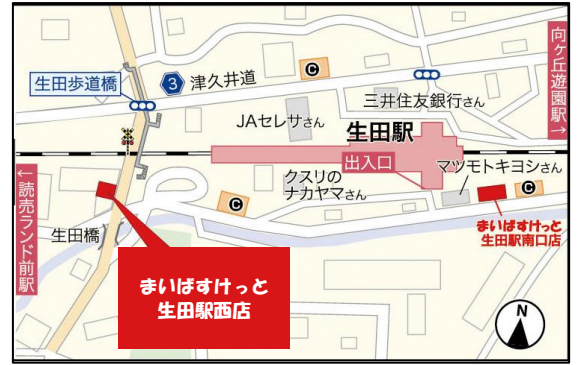 生田歩道橋
3
津久井道
C
向ヶ丘遊園駅→
三井住友銀行さん
JAセレサさん
生田駅
出入口
マツモトキヨシさん
クスリの
ナカヤマさん
C
C
←読売ランド前駅
生田橋
まいばすけっと
生田駅南口店
まいばすけっと
生田駅西店
N